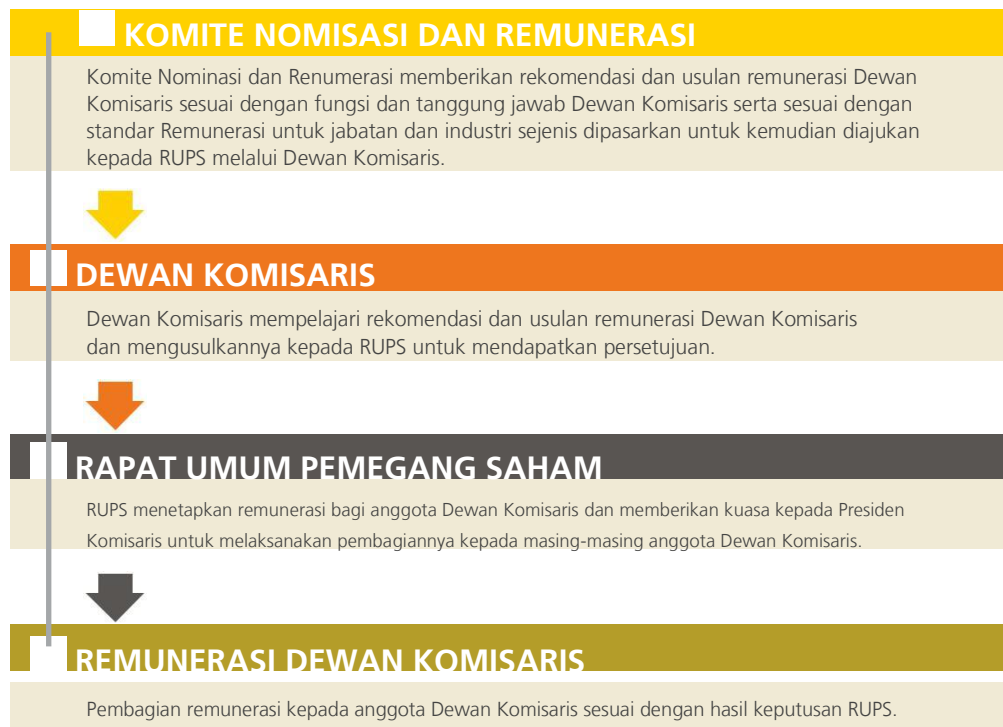 KOMITE NOMISASI DAN REMUNERASI
Komite Nominasi dan Renumerasi memberikan rekomendasi dan usulan remunerasi Dewan
Komisaris sesuai dengan fungsi dan tanggung jawab Dewan Komisaris serta sesuai dengan
standar Remunerasi untuk jabatan dan industri sejenis dipasarkan untuk kemudian diajukan
kepada RUPS melalui Dewan Komisaris.
DEWAN KOMISARIS
Dewan Komisaris mempelajari rekomendasi dan usulan remunerasi Dewan Komisaris
dan mengusulkannya kepada RUPS untuk mendapatkan persetujuan.
RAPAT UMUM PEMEGANG SAHAM
RUPS menetapkan remunerasi bagi anggota Dewan Komisaris dan memberikan kuasa kepada Presiden
Komisaris untuk melaksanakan pembagiannya kepada masing-masing anggota Dewan Komisaris.
REMUNERASI DEWAN KOMISARIS
Pembagian remunerasi kepada anggota Dewan Komisaris sesuai dengan hasil keputusan RUPS.